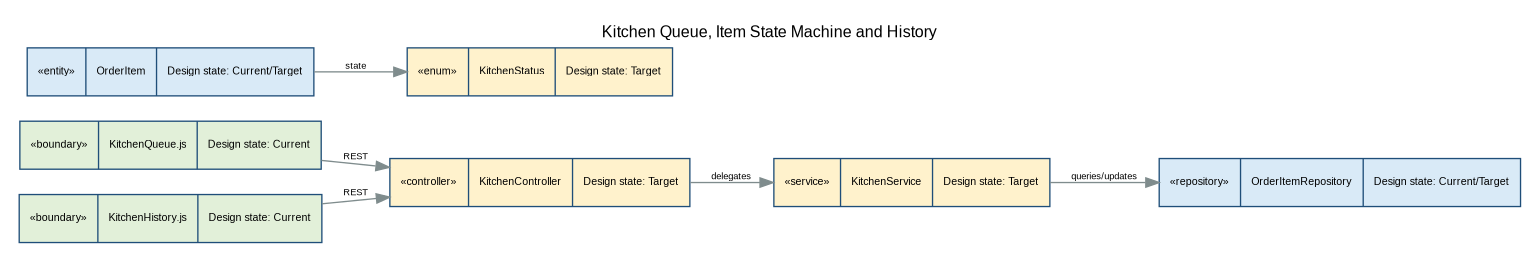 Kitchen Queue, Item State Machine and History
«entity» OrderItem Design state: Current/Target
state
«enum» KitchenStatus Design state: Target
«boundary» KitchenQueue.js Design state: Current
REST
«controller» KitchenController Design state: Target
delegates
«service» KitchenService Design state: Target
queries/updates
«repository» OrderItemRepository Design state: Current/Target
REST
«boundary» KitchenHistory.js Design state: Current